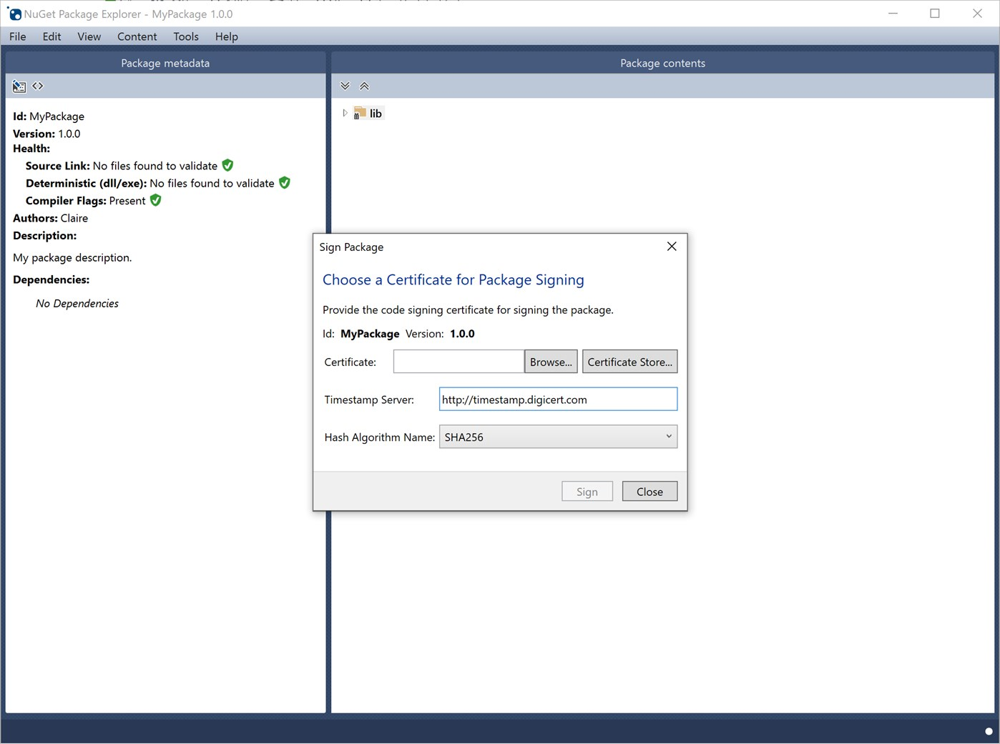 NuGet Package Explorer - MyPackage 1.0.0
File Edit View Content Tools Help
Package metadata
Package contents
Id: MyPackage
Version: 1.0.0
Health:
Source Link: No files found to validate
Deterministic (dll/exe): No files found to validate
Compiler Flags: Present
Authors: Claire
Description:
My package description.
Dependencies:
No Dependencies
lib
Sign Package
Choose a Certificate for Package Signing
Provide the code signing certificate for signing the package.
Id: MyPackage Version: 1.0.0
Certificate: Browse... Certificate Store...
Timestamp Server: http://timestamp.digicert.com
Hash Algorithm Name: SHA256
Sign Close